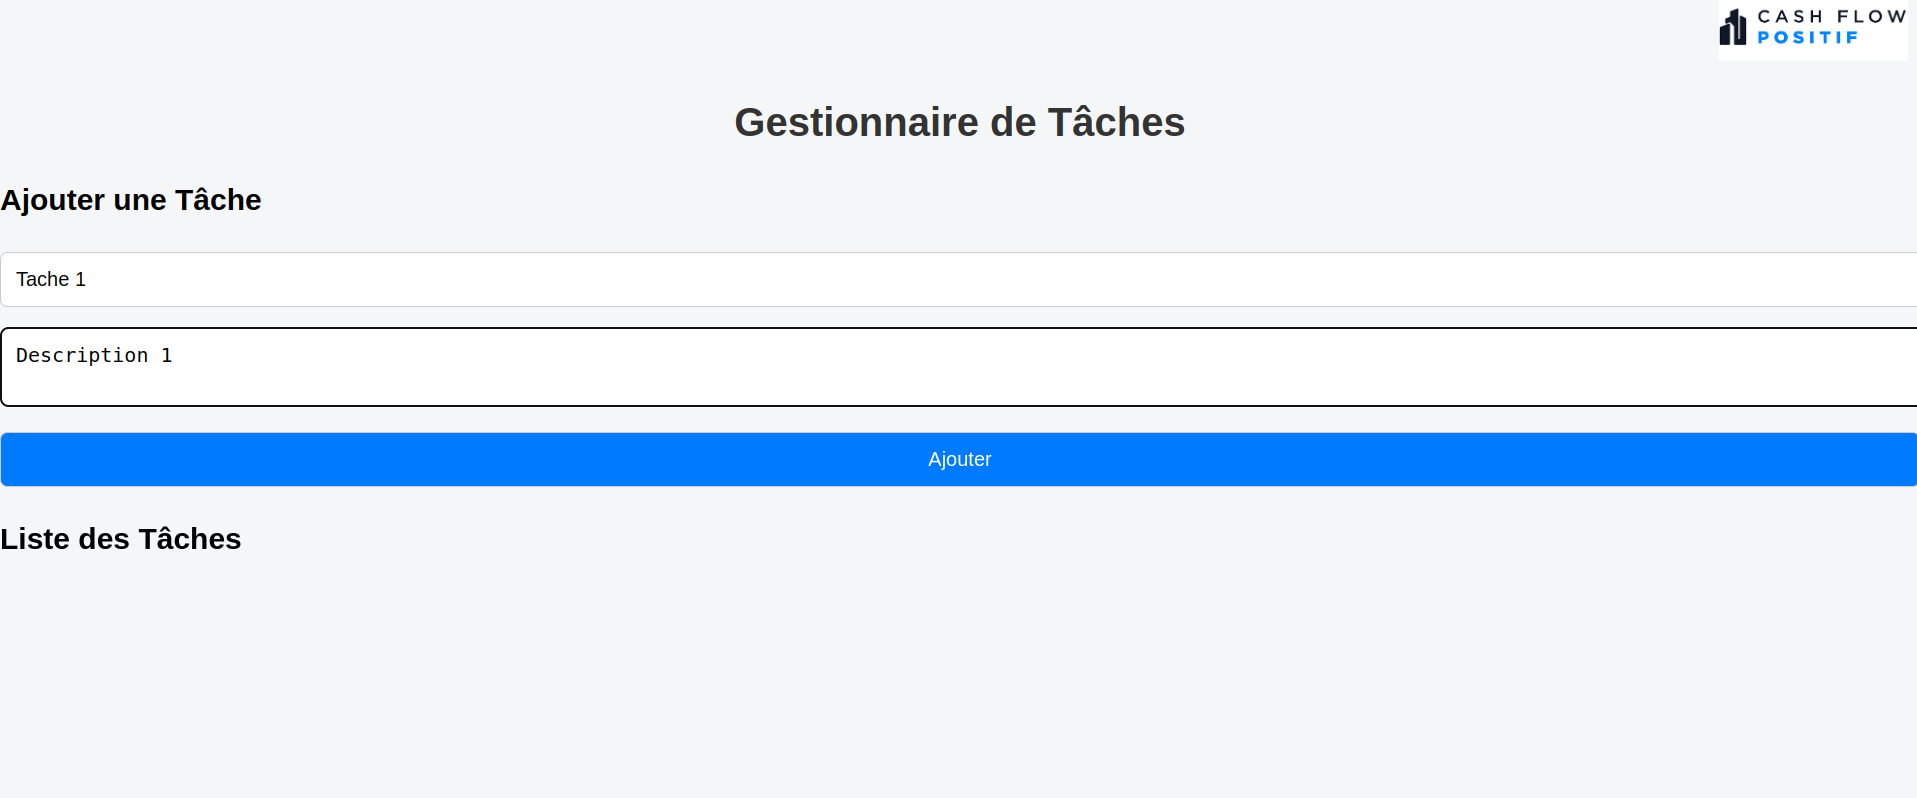 CASH FLOW
POSITIF
Gestionnaire de Tâches
Ajouter une Tâche
Tache 1
Description 1
Ajouter
Liste des Tâches